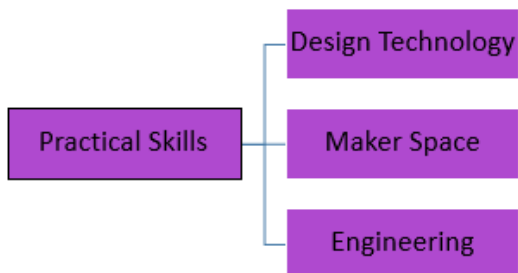 Design Technology
Practical Skills
Maker Space
Engineering